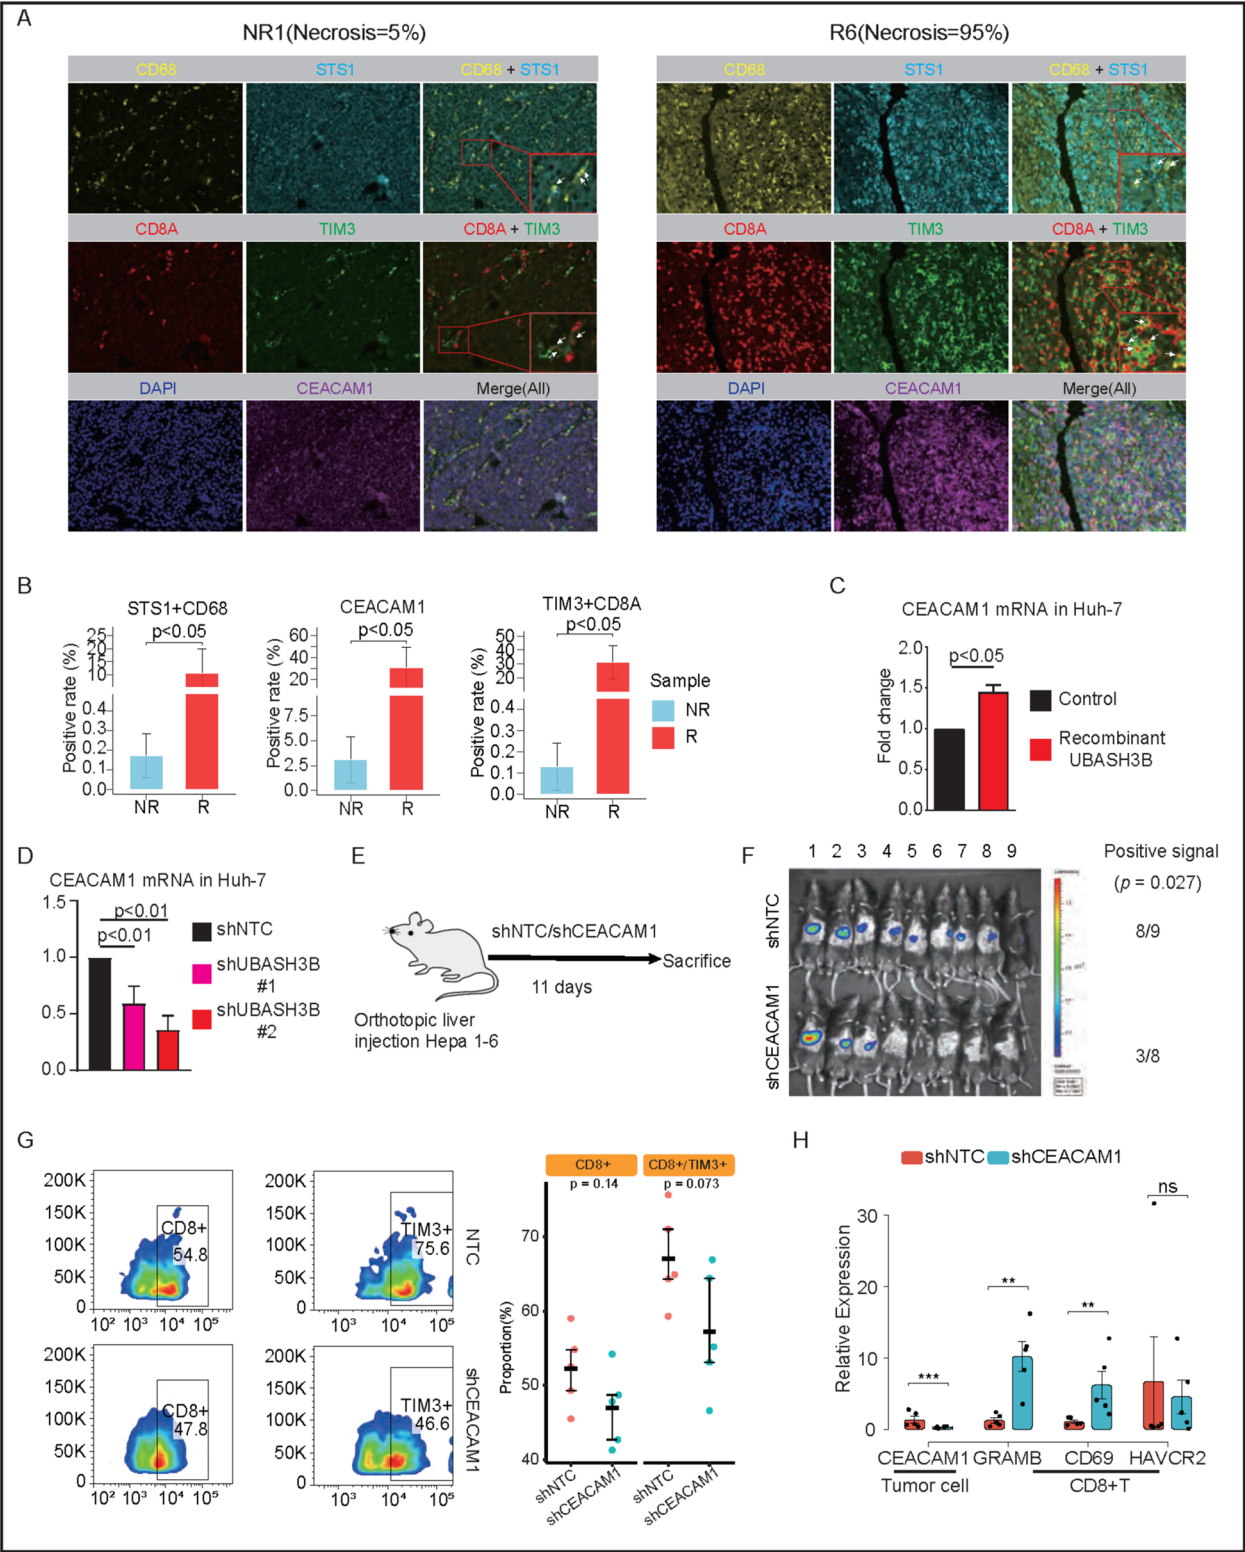 A
NR1(Necrosis=5%)
R6(Necrosis=95%)
CD68 STS1 CD68 + STS1
CD68 STS1 CD68 + STS1
CD8A TIM3 CD8A + TIM3
CD8A TIM3 CD8A + TIM3
DAPI CEACAM1 Merge(All)
DAPI CEACAM1 Merge(All)
B
STS1+CD68
p<0.05
Positive rate (%)
25
20
15
10
0.4
0.3
0.2
0.1
0.0
NR R
CEACAM1
p<0.05
Positive rate (%)
60
40
20
7.5
5.0
2.5
0.0
NR R
TIM3+CD8A
p<0.05
Positive rate (%)
50
40
30
20
0.4
0.3
0.2
0.1
0.0
NR R
Sample
NR
R
C
CEACAM1 mRNA in Huh-7
p<0.05
Fold change
2.0
1.5
1.0
0.5
0.0
Control
Recombinant
UBASH3B
D
CEACAM1 mRNA in Huh-7
1.5
1.0
0.5
0.0
p<0.01
p<0.01
shNTC
shUBASH3B
#1
shUBASH3B
#2
E
shNTC/shCEACAM1
Sacrifice
11 days
Orthotopic liver
injection Hepa 1-6
F
1 2 3 4 5 6 7 8 9
Positive signal
(p = 0.027)
shNTC
8/9
shCEACAM1
3/8
G
200K
150K
100K
50K
0
CD8+
54.8
10² 10³ 10⁴ 10⁵
200K
150K
100K
50K
0
TIM3+
75.6
10³ 10⁴ 10⁵
NTC
200K
150K
100K
50K
0
CD8+
47.8
10² 10³ 10⁴ 10⁵
200K
150K
100K
50K
0
TIM3+
46.6
10³ 10⁴ 10⁵
shCEACAM1
CD8+ CD8+/TIM3+
p = 0.14 p = 0.073
Proportion(%)
70
60
50
40
shNTC
shCEACAM1
shNTC
shCEACAM1
H
shNTC shCEACAM1
Relative Expression
30
20
10
0
***
**
**
ns
CEACAM1 GRAMB CD69 HAVCR2
Tumor cell CD8+T